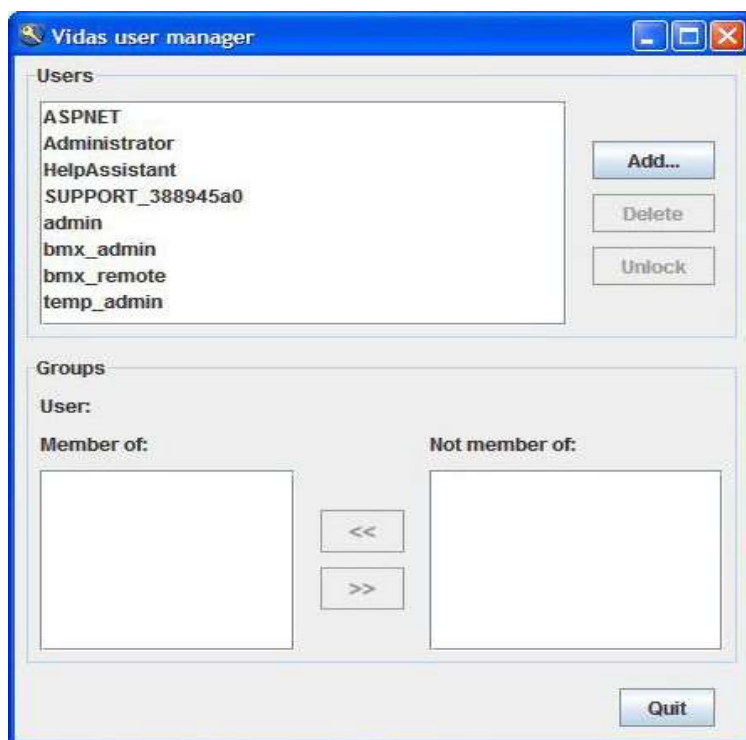 Vidas user manager
Users
ASPNET
Administrator
HelpAssistant
SUPPORT_388945a0
admin
bmx_admin
bmx_remote
temp_admin
Add...
Delete
Unlock
Groups
User:
Member of:
Not member of:
<<
>>
Quit